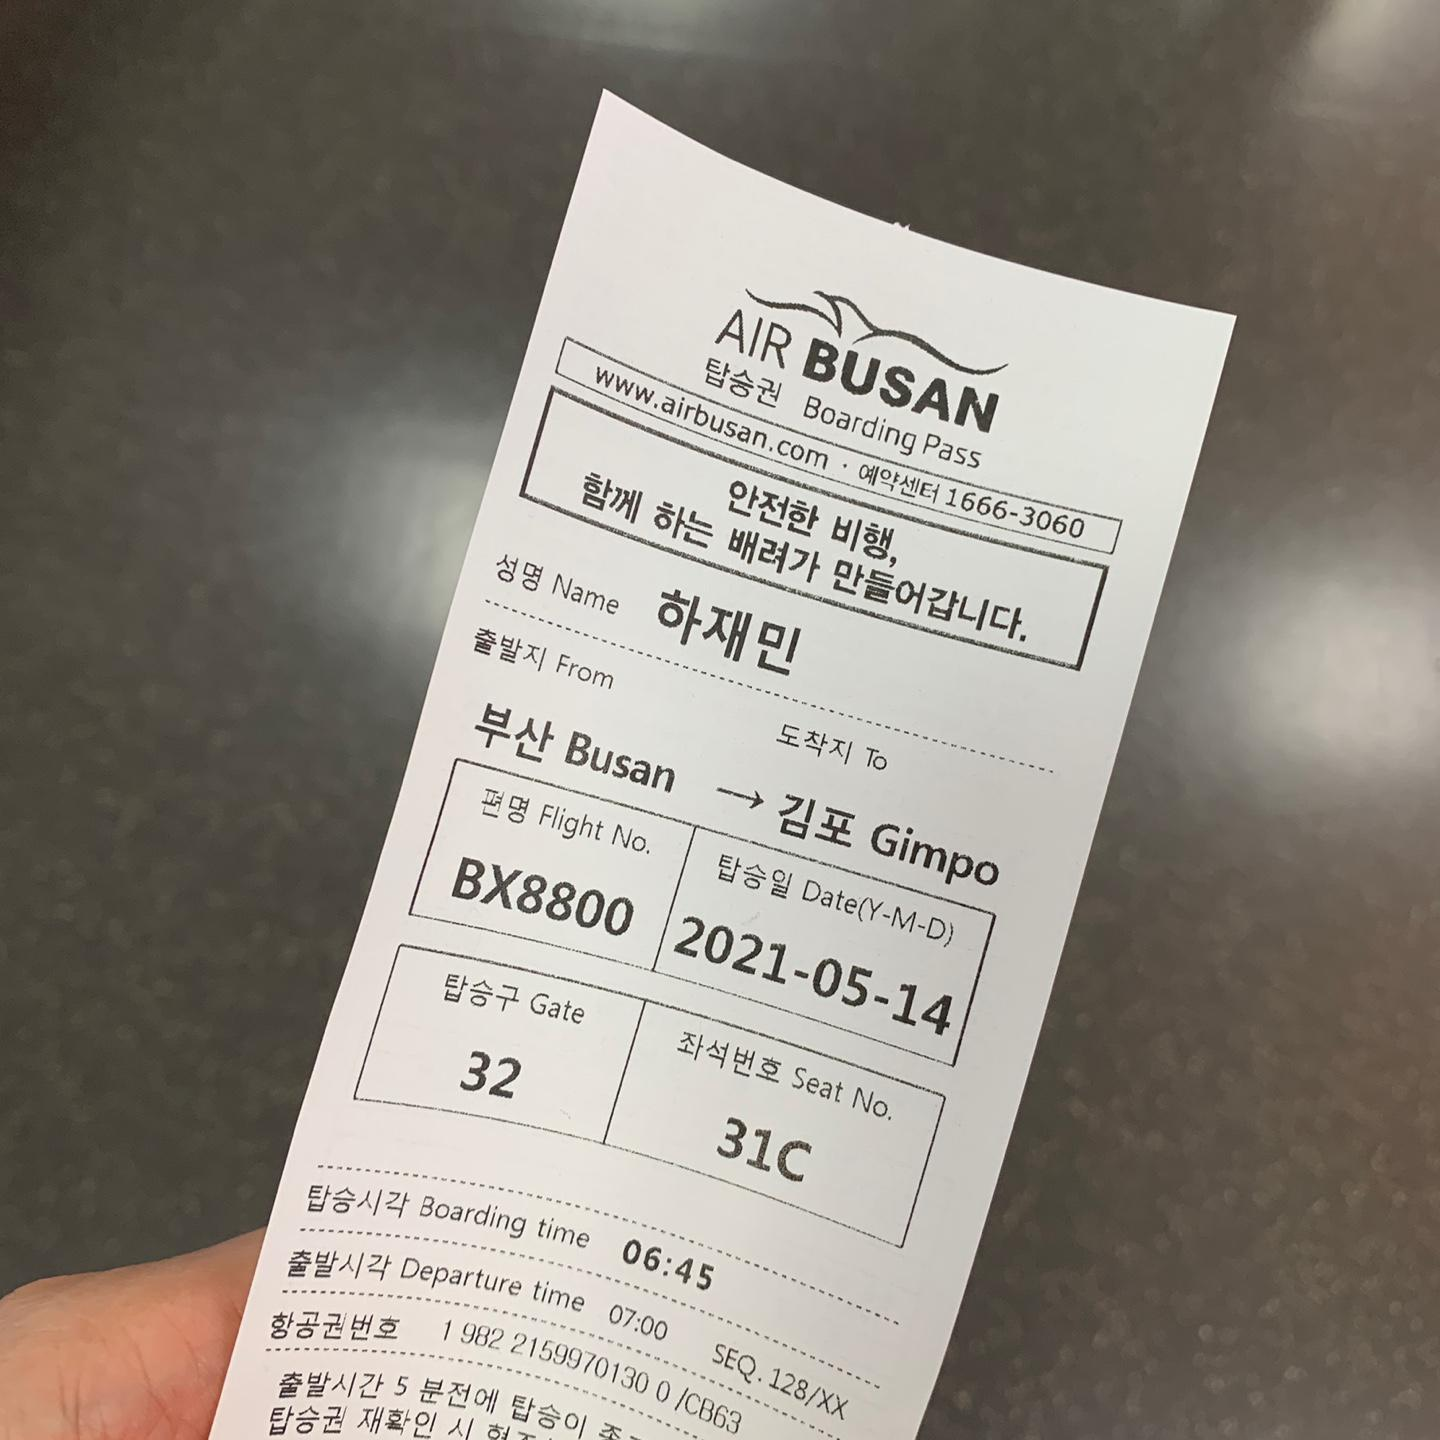 AIR BUSAN
탑승권 Boarding Pass
www.airbusan.com · 예약센터 1666-3060
안전한 비행,
함께 하는 배려가 만들어갑니다.
성명 Name 하재민
출발지 From 도착지 To
부산 Busan → 김포 Gimpo
편명 Flight No. 탑승일 Date(Y-M-D)
BX8800 2021-05-14
탑승구 Gate 좌석번호 Seat No.
32 31C
탑승시각 Boarding time 06:45
출발시각 Departure time 07:00 SEQ. 128/XX
항공권번호 1 982 2159970130 0 /CB63
출발시간 5 분전에 탑승이
탑승권 재확인 시